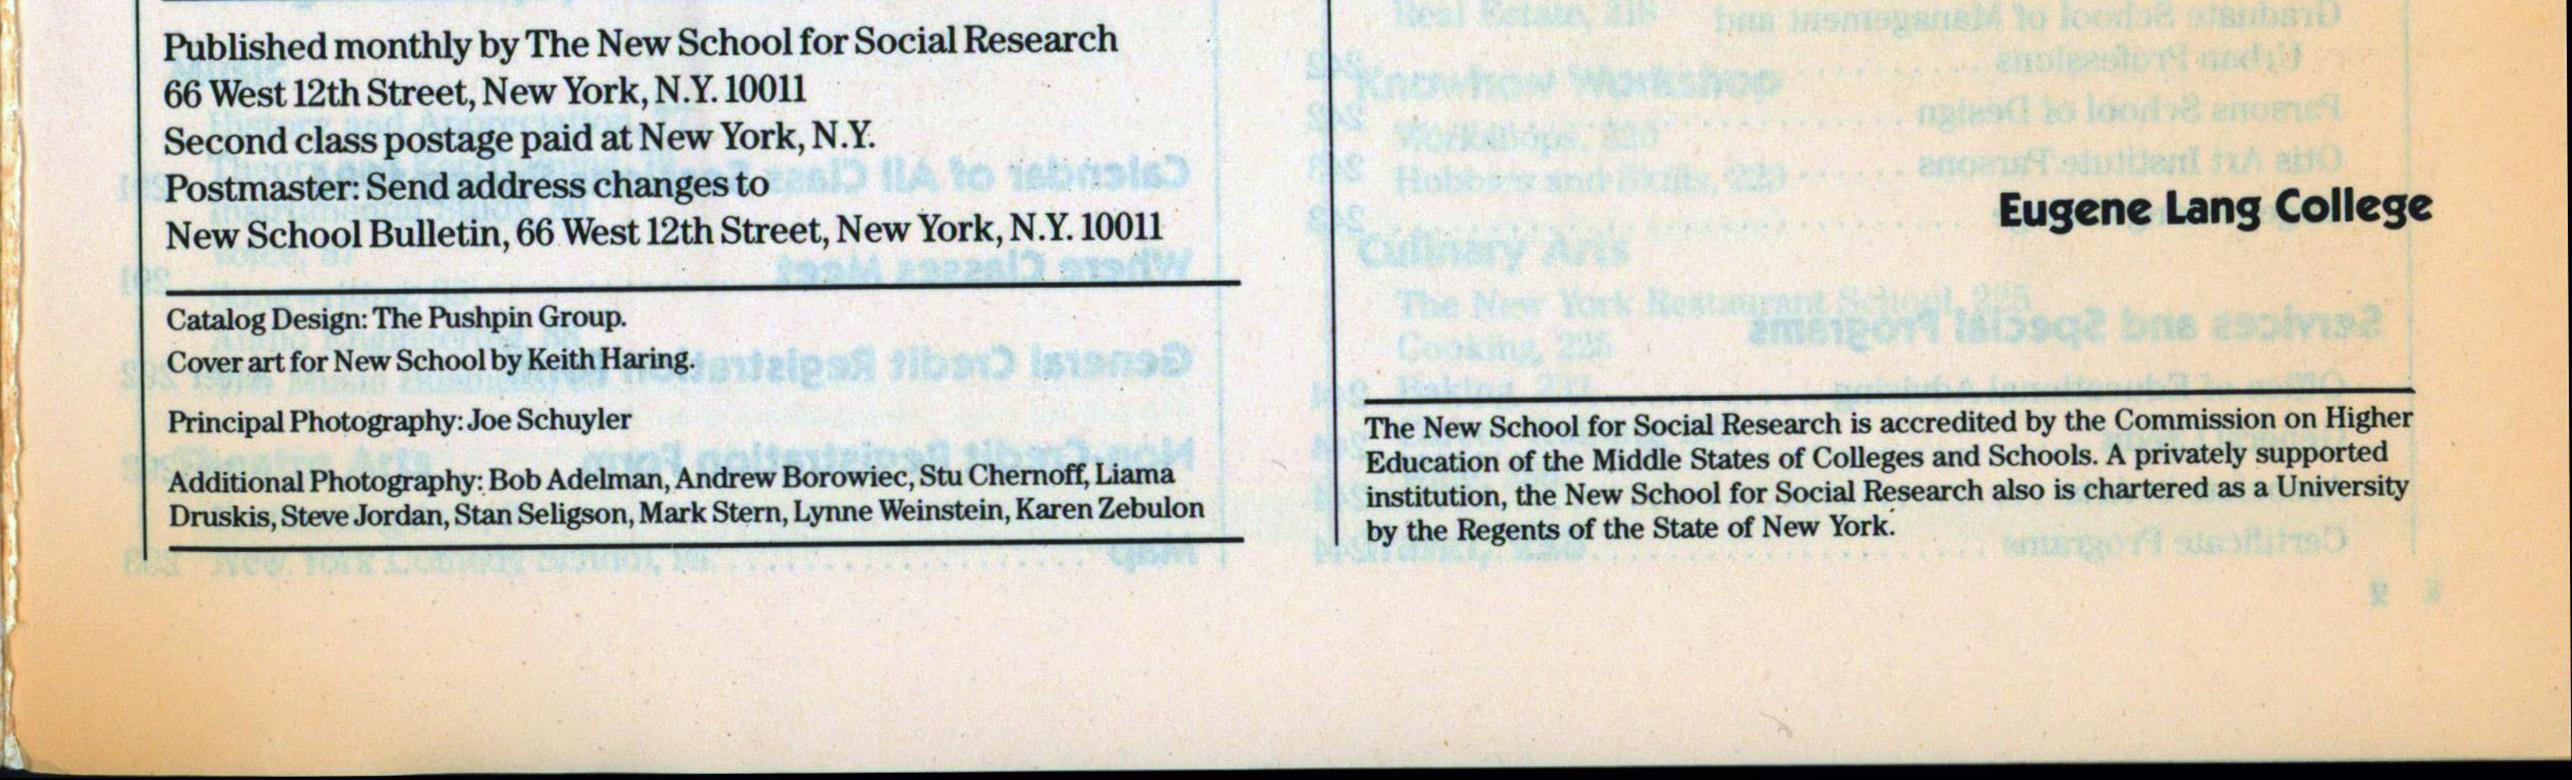 Published monthly by The New School for Social Research
66 West 12th Street, New York, N.Y. 10011
Second class postage paid at New York, N.Y.
Postmaster: Send address changes to
New School Bulletin, 66 West 12th Street, New York, N.Y. 10011
Catalog Design: The Pushpin Group.
Cover art for New School by Keith Haring.
Principal Photography: Joe Schuyler
Additional Photography: Bob Adelman, Andrew Borowiec, Stu Chernoff, Liama
Druskis, Steve Jordan, Stan Seligson, Mark Stern, Lynne Weinstein, Karen Zebulon
Eugene Lang College
The New School for Social Research is accredited by the Commission on Higher
Education of the Middle States of Colleges and Schools. A privately supported
institution, the New School for Social Research also is chartered as a University
by the Regents of the State of New York.